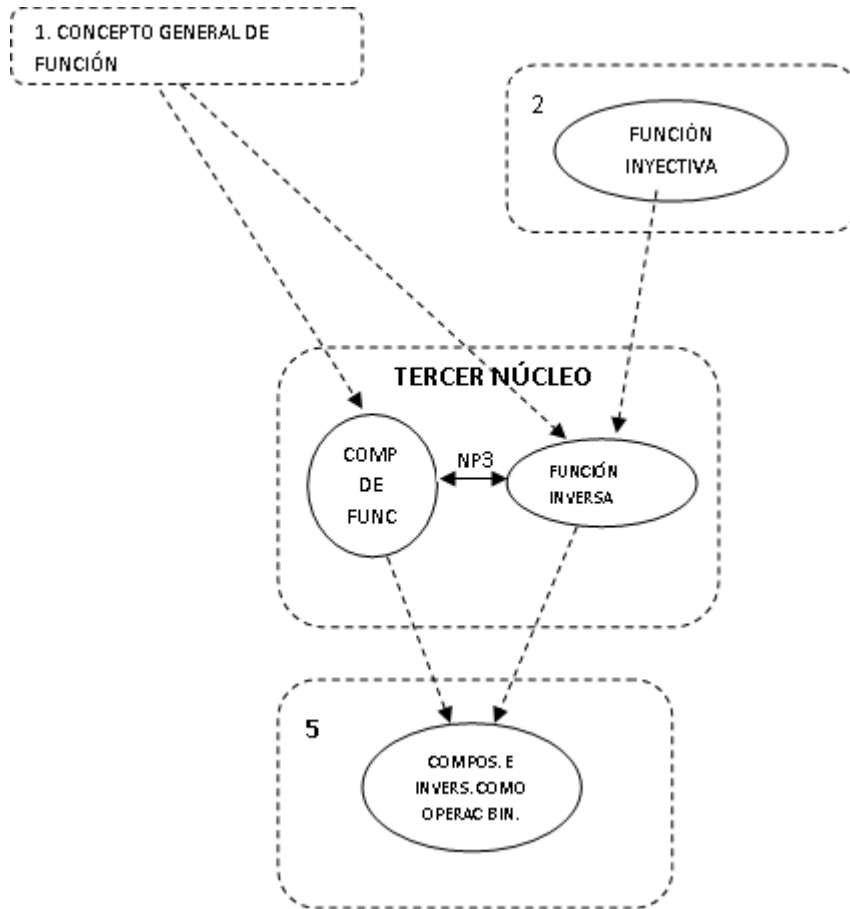 1. CONCEPTO GENERAL DE
FUNCIÓN
2
FUNCIÓN
INYECTIVA
TERCER NÚCLEO
COMP
DE
FUNC
NP3
FUNCIÓN
INVERSA
5
COMPOS. E
INVERS. COMO
OPERAC BIN.